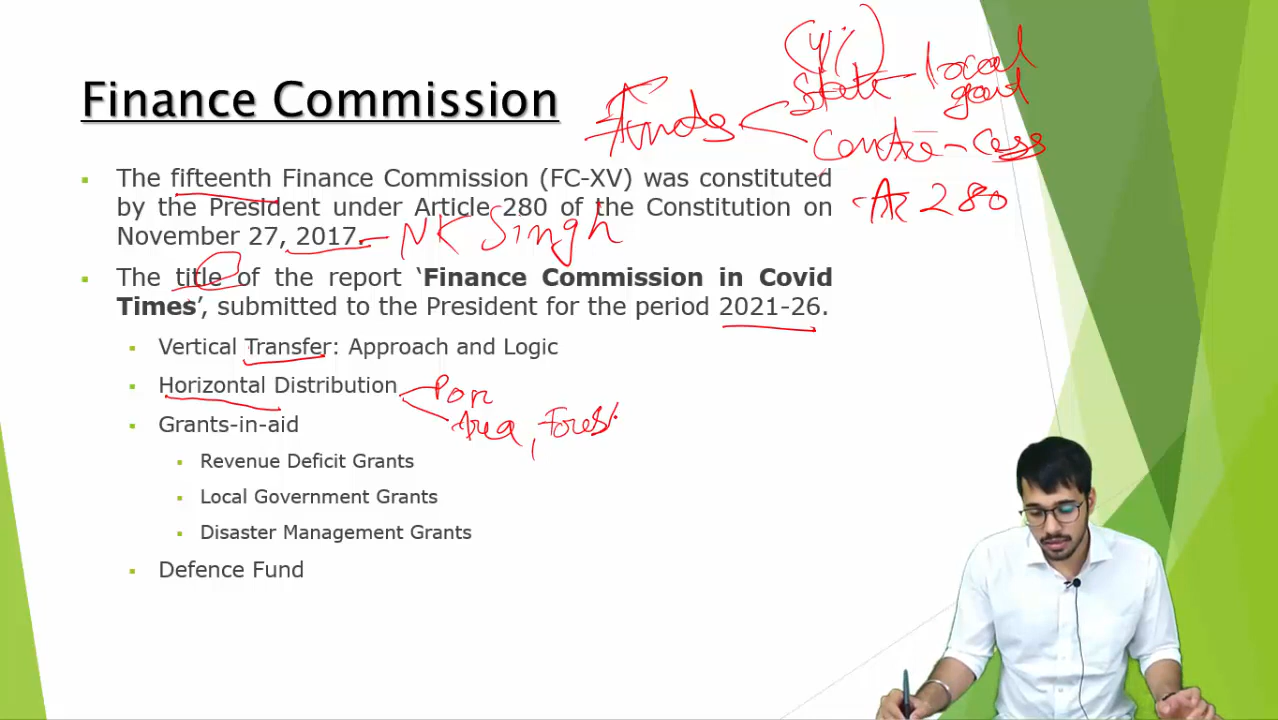 Finance Commission
Funds
State - local
govt
Centre - Cess
Ar 280
The fifteenth Finance Commission (FC-XV) was constituted
by the President under Article 280 of the Constitution on
November 27, 2017.
NK Singh
The title of the report ‘Finance Commission in Covid
Times’, submitted to the President for the period 2021-26.
Vertical Transfer: Approach and Logic
Horizontal Distribution
Pop
Area, Forest
Grants-in-aid
Revenue Deficit Grants
Local Government Grants
Disaster Management Grants
Defence Fund